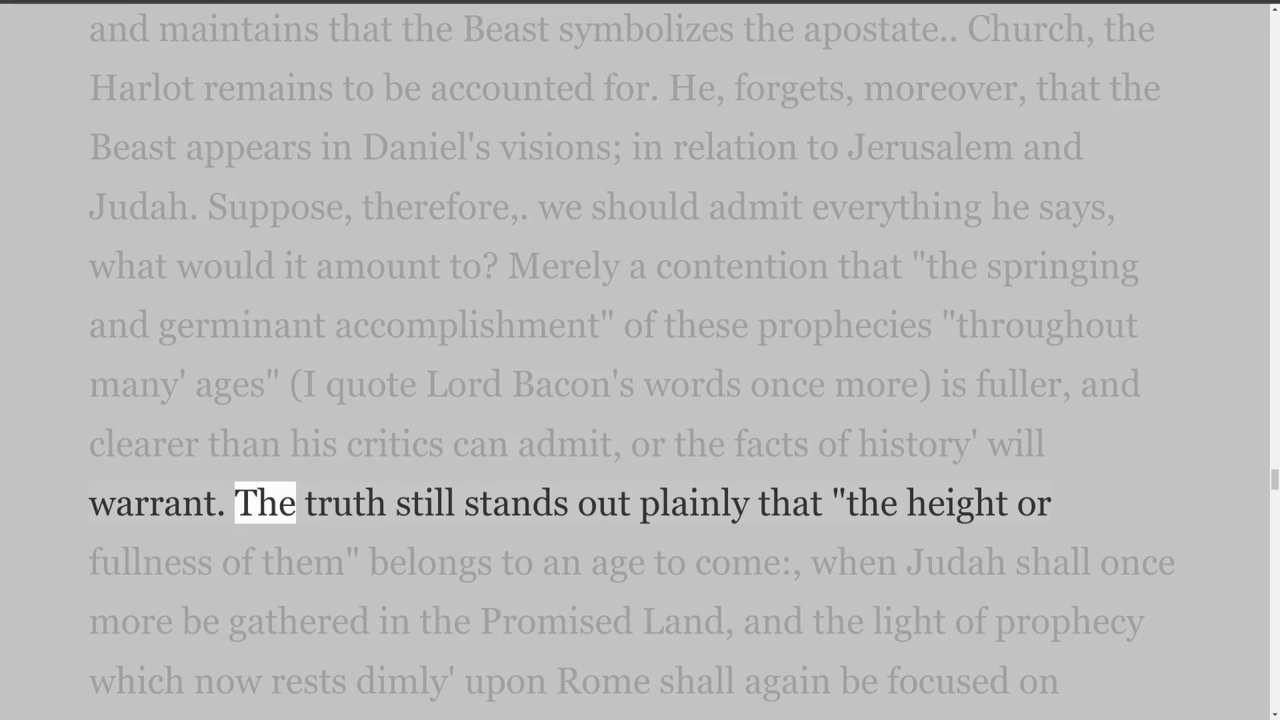 and maintains that the Beast symbolizes the apostate.. Church, the
Harlot remains to be accounted for. He, forgets, moreover, that the
Beast appears in Daniel's visions; in relation to Jerusalem and
Judah. Suppose, therefore,. we should admit everything he says,
what would it amount to? Merely a contention that "the springing
and germinant accomplishment" of these prophecies "throughout
many' ages" (I quote Lord Bacon's words once more) is fuller, and
clearer than his critics can admit, or the facts of history' will
warrant. The truth still stands out plainly that "the height or
fullness of them" belongs to an age to come:, when Judah shall once
more be gathered in the Promised Land, and the light of prophecy
which now rests dimly' upon Rome shall again be focused on